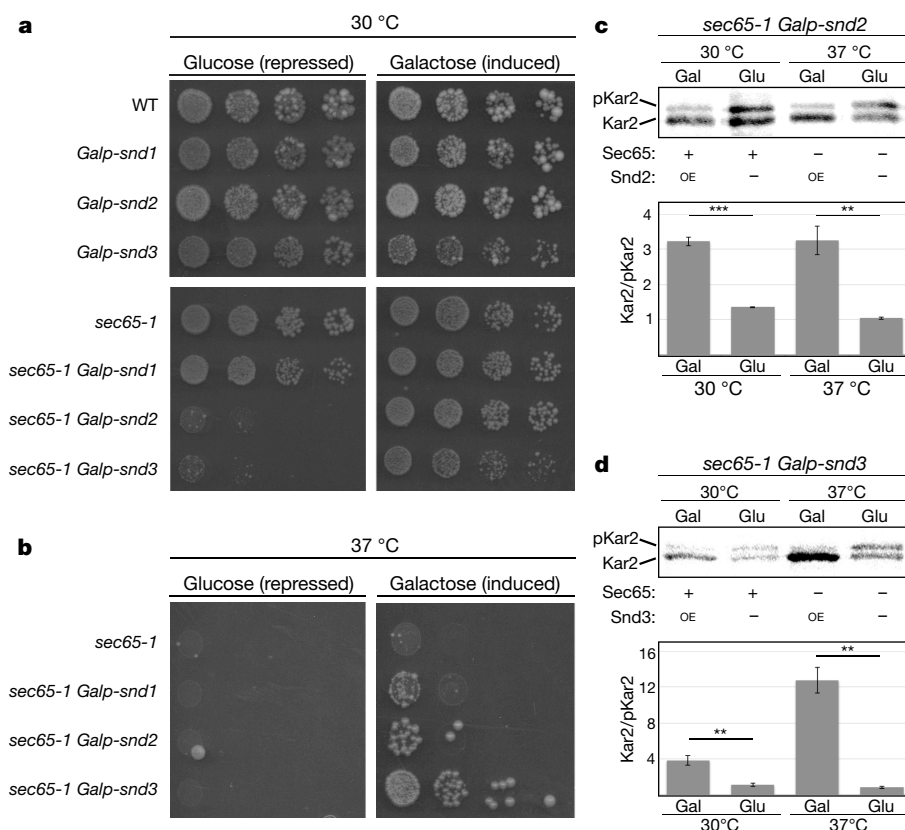 a
30 °C
Glucose (repressed) Galactose (induced)
WT
Galp-snd1
Galp-snd2
Galp-snd3
sec65-1
sec65-1 Galp-snd1
sec65-1 Galp-snd2
sec65-1 Galp-snd3
b
37 °C
Glucose (repressed) Galactose (induced)
sec65-1
sec65-1 Galp-snd1
sec65-1 Galp-snd2
sec65-1 Galp-snd3
c
sec65-1 Galp-snd2
30 °C 37 °C
Gal Glu Gal Glu
pKar2
Kar2
Sec65: + + − −
Snd2: OE − OE −
*** **
Kar2/pKar2
4
3
2
1
Gal Glu Gal Glu
30 °C 37 °C
d
sec65-1 Galp-snd3
30°C 37°C
Gal Glu Gal Glu
pKar2
Kar2
Sec65: + + − −
Snd3: OE − OE −
** **
Kar2/pKar2
16
12
8
4
Gal Glu Gal Glu
30°C 37°C